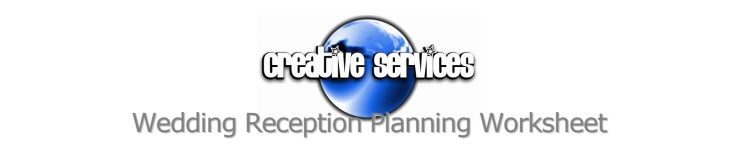 creative services
Wedding Reception Planning Worksheet